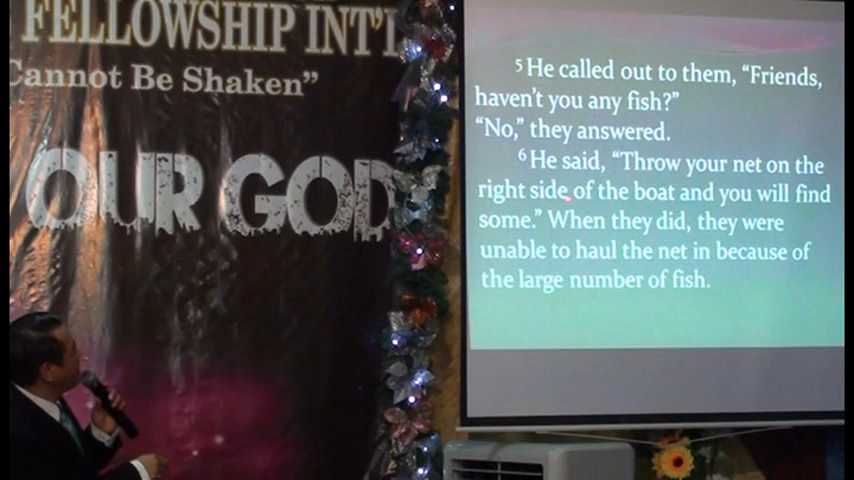 FELLOWSHIP INT'L
Cannot Be Shaken”
OUR GOD
5 He called out to them, “Friends,
haven't you any fish?”
“No,” they answered.
6 He said, “Throw your net on the
right side of the boat and you will find
some.” When they did, they were
unable to haul the net in because of
the large number of fish.